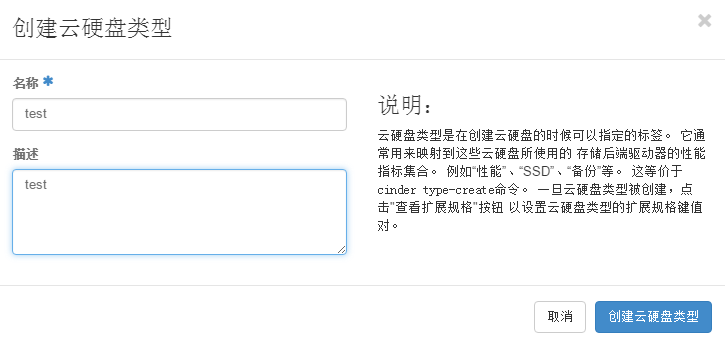 创建云硬盘类型
×
名称 *
test
描述
test
说明：
云硬盘类型是在创建云硬盘的时候可以指定的标签。 它通
常用来映射到这些云硬盘所使用的 存储后端驱动器的性能
指标集合。 例如“性能”、“SSD”、“备份”等。 这等价于
cinder type-create命令。 一旦云硬盘类型被创建，点
击"查看扩展规格"按钮 以设置云硬盘类型的扩展规格键值
对。
取消
创建云硬盘类型